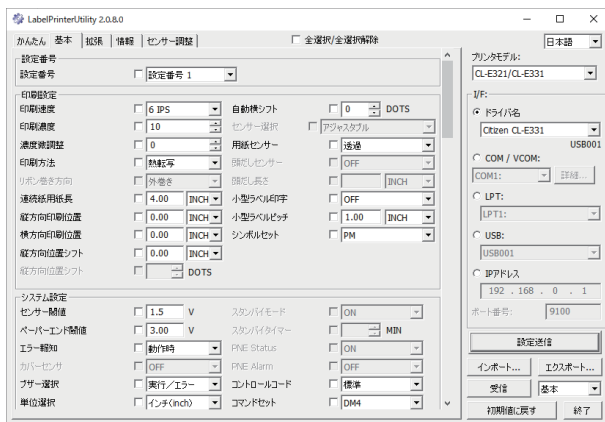 LabelPrinterUtility 2.0.8.0
かんたん 基本 拡張 情報 センサー調整 全選択/全選択解除 日本語
設定番号
設定番号 設定番号 1
印刷設定
印刷速度 6 IPS 自動横シフト 0 DOTS
印刷濃度 10 センサー選択 アジャスタブル
濃度微調整 0 用紙センサー 透過
印刷方法 熱転写 頭だしセンサー OFF
リボン巻き方向 外巻き 頭だし長さ INCH
連続紙用紙長 4.00 INCH 小型ラベル印字 OFF
縦方向印刷位置 0.00 INCH 小型ラベルピッチ 1.00 INCH
横方向印刷位置 0.00 INCH シンボルセット PM
縦方向位置シフト 0.00 INCH
縦方向位置シフト DOTS
システム設定
センサー閾値 1.5 V スタンバイモード ON
ペーパーエンド閾値 3.00 V スタンバイタイマー MIN
エラー報知 動作時 PNE Status ON
カバーセンサ OFF PNE Alarm OFF
ブザー選択 実行/エラー コントロールコード 標準
単位選択 インチ(inch) コマンドセット DM4
プリンタモデル:
CL-E321/CL-E331
I/F:
ドライバ名
Citizen CL-E331
USB001
COM / VCOM:
COM1: 詳細...
LPT:
LPT1:
USB:
USB001
IPアドレス
192 . 168 . 0 . 1
ポート番号: 9100
設定送信
インポート... エクスポート...
受信 基本
初期値に戻す 終了